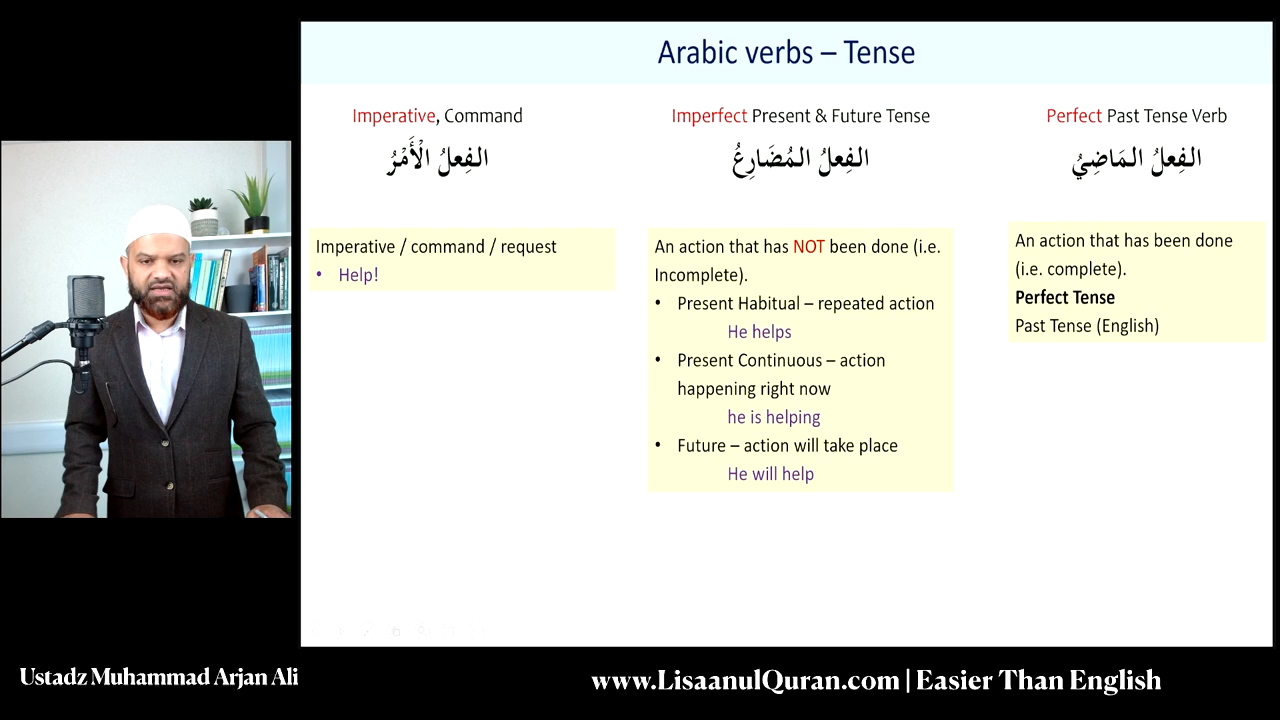 Arabic verbs – Tense
Imperative, Command
الفِعلُ الْأَمْرُ
Imperative / command / request
• Help!
Imperfect Present & Future Tense
الفِعلُ المُضَارِعُ
An action that has NOT been done (i.e.
Incomplete).
• Present Habitual – repeated action
He helps
• Present Continuous – action
happening right now
he is helping
• Future – action will take place
He will help
Perfect Past Tense Verb
الفِعلُ المَاضِيُ
An action that has been done
(i.e. complete).
Perfect Tense
Past Tense (English)
Ustadz Muhammad Arjan Ali
www.LisaanulQuran.com | Easier Than English